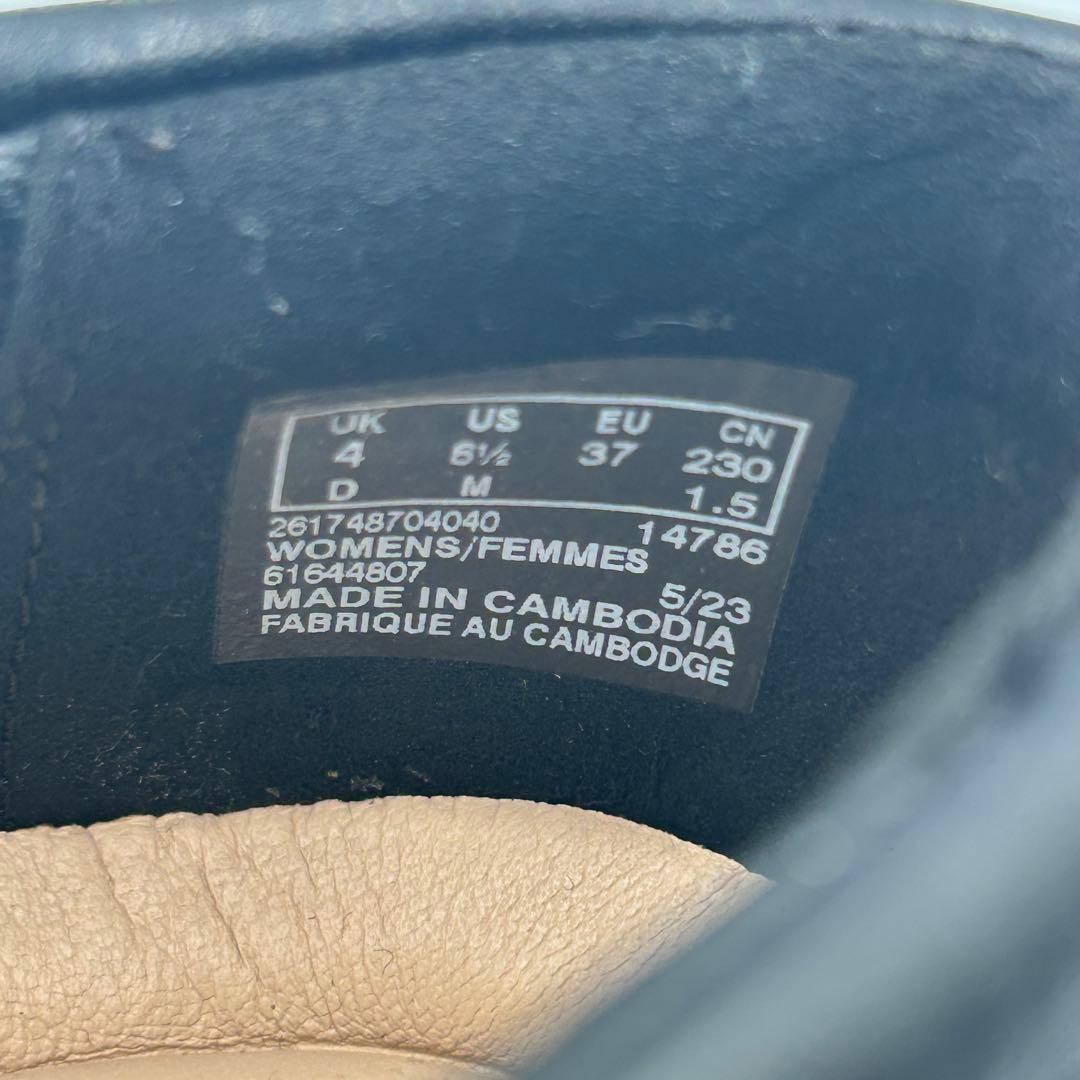 UK US EU CN
4 6½ 37 230
D M 1.5
261748704040 14786
WOMENS/FEMMES
61644807 5/23
MADE IN CAMBODIA
FABRIQUE AU CAMBODGE